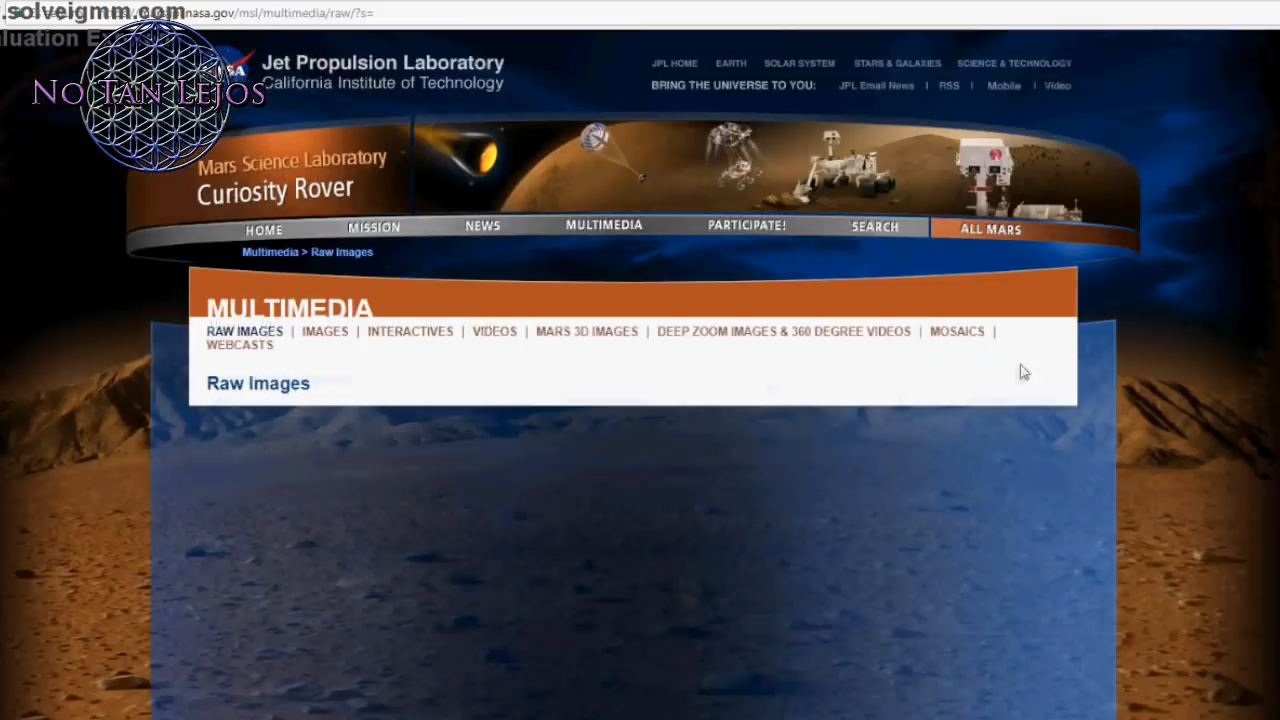 .solveigmm.com
nasa.gov/msl/multimedia/raw/?s=
luation
No Tan Lejos
Jet Propulsion Laboratory
California Institute of Technology
JPL HOME EARTH SOLAR SYSTEM STARS & GALAXIES SCIENCE & TECHNOLOGY
BRING THE UNIVERSE TO YOU: JPL Email News | RSS | Mobile | Video
Mars Science Laboratory
Curiosity Rover
HOME MISSION NEWS MULTIMEDIA PARTICIPATE! SEARCH ALL MARS
Multimedia > Raw Images
MULTIMEDIA
RAW IMAGES | IMAGES | INTERACTIVES | VIDEOS | MARS 3D IMAGES | DEEP ZOOM IMAGES & 360 DEGREE VIDEOS | MOSAICS |
WEBCASTS
Raw Images